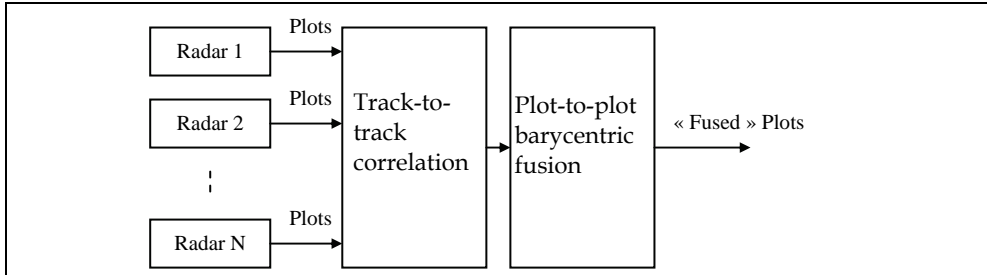 Plots
Radar 1
Plots
Radar 2
Plots
Radar N
Track-to-
track
correlation
Plot-to-plot
barycentric
fusion
« Fused » Plots